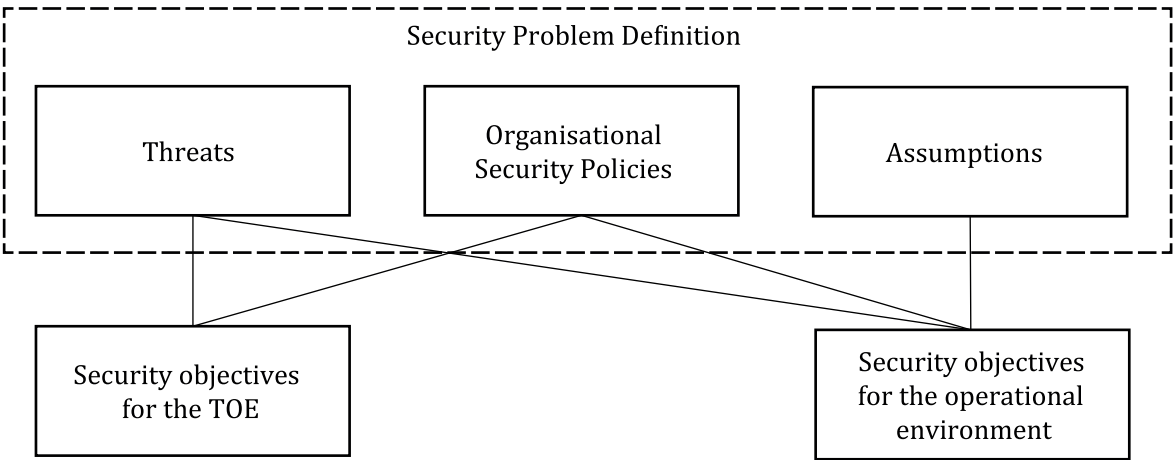 Security Problem Definition
Threats
Organisational
Security Policies
Assumptions
Security objectives
for the TOE
Security objectives
for the operational
environment